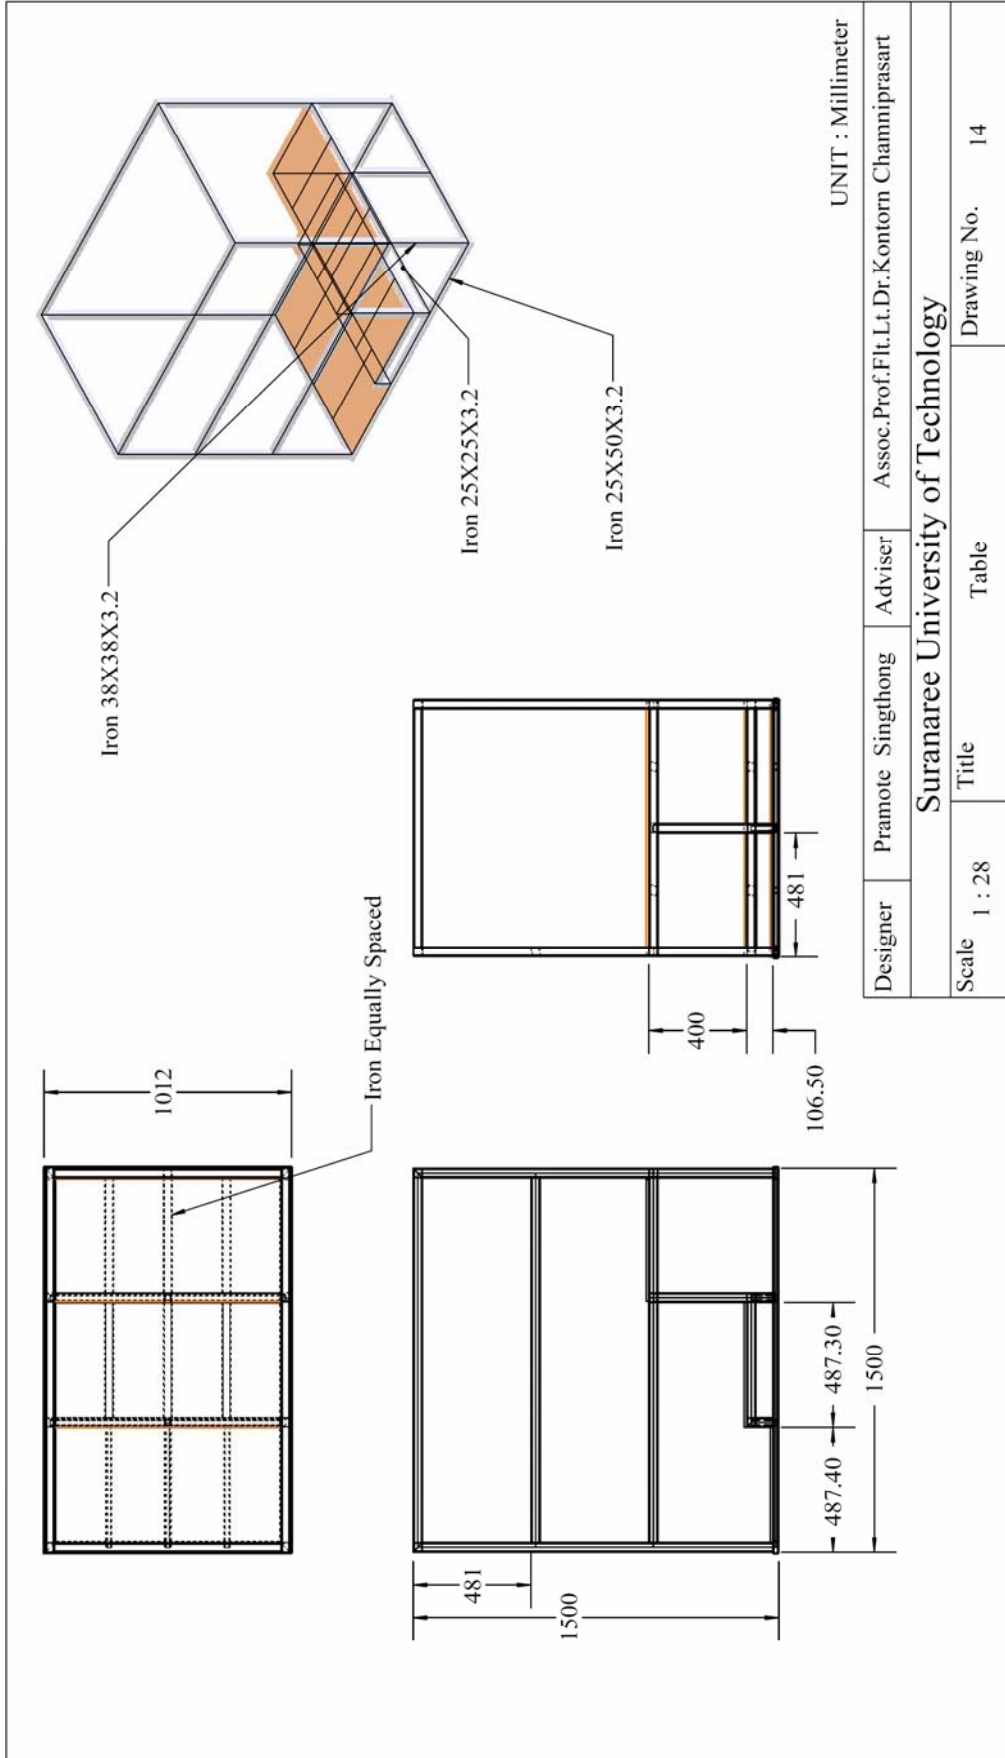 1012
Iron Equally Spaced
Iron 38X38X3.2
Iron 25X25X3.2
Iron 25X50X3.2
481
1500
487.40
487.30
1500
400
106.50
481
UNIT : Millimeter
Designer Pramote Singthong Adviser Assoc.Prof.Flt.Lt.Dr.Kontorn Chamniprasart
Suranaree University of Technology
Scale 1 : 28 Title Table Drawing No. 14